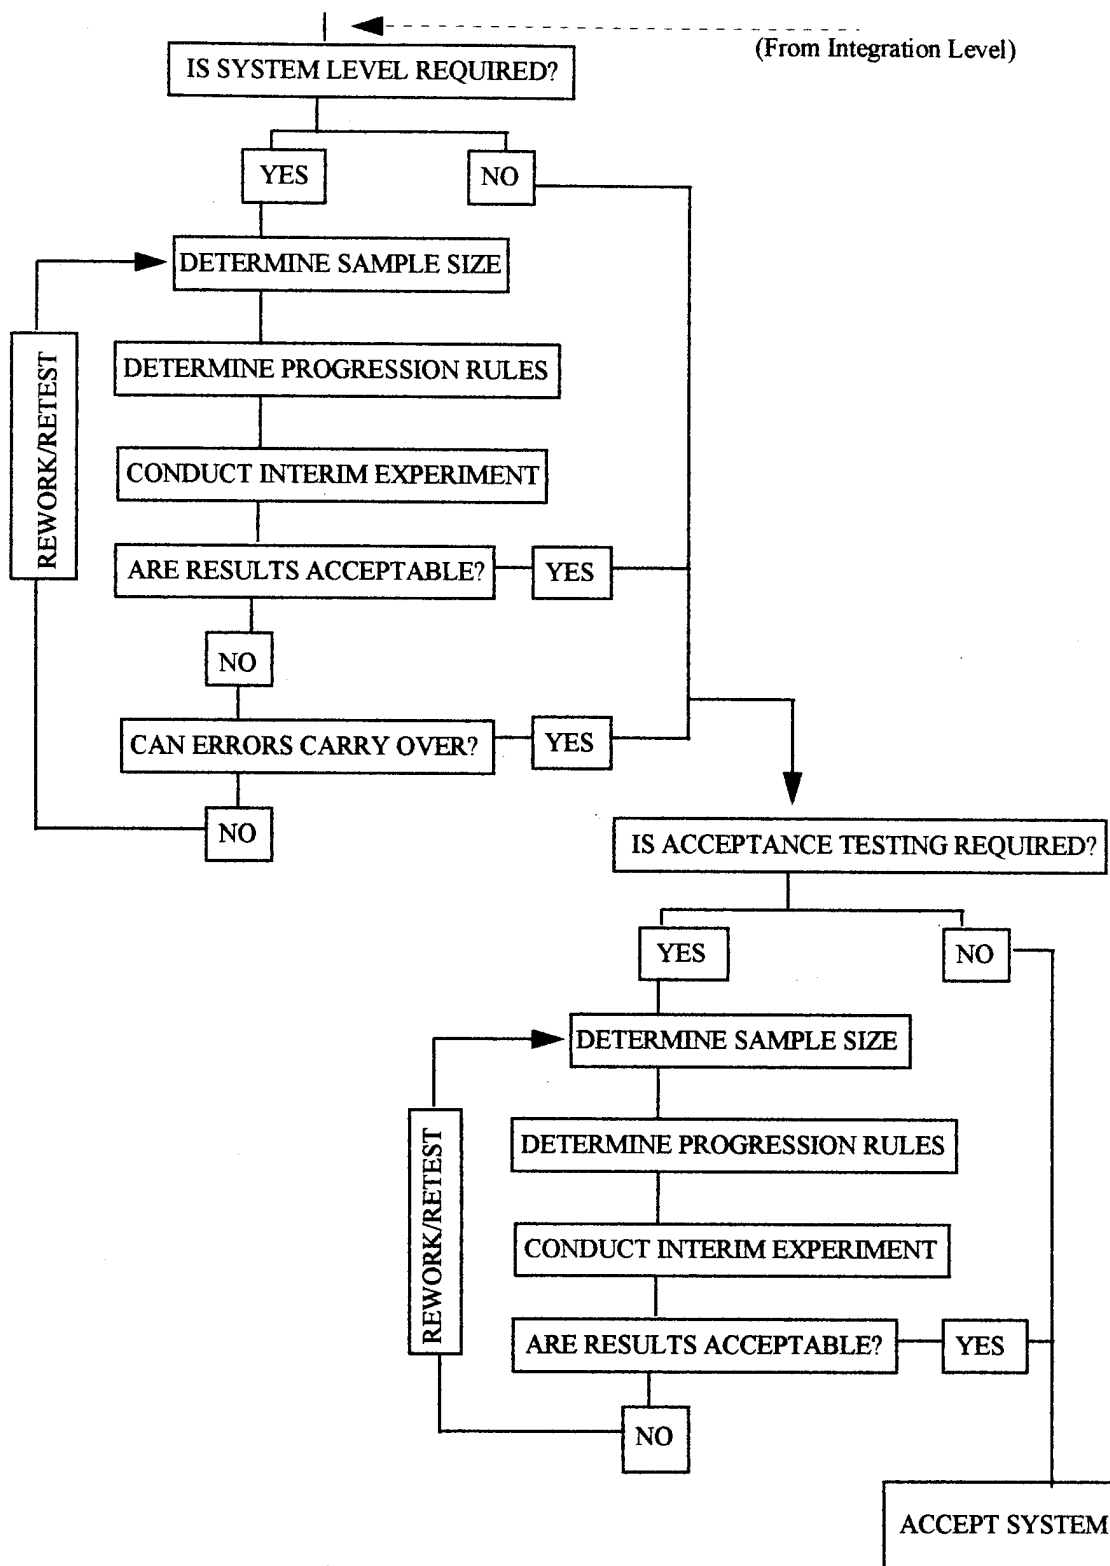 (From Integration Level)
IS SYSTEM LEVEL REQUIRED?
YES
NO
DETERMINE SAMPLE SIZE
DETERMINE PROGRESSION RULES
REWORK/RETEST
CONDUCT INTERIM EXPERIMENT
ARE RESULTS ACCEPTABLE?
YES
NO
CAN ERRORS CARRY OVER?
YES
NO
IS ACCEPTANCE TESTING REQUIRED?
YES
NO
DETERMINE SAMPLE SIZE
DETERMINE PROGRESSION RULES
REWORK/RETEST
CONDUCT INTERIM EXPERIMENT
ARE RESULTS ACCEPTABLE?
YES
NO
ACCEPT SYSTEM